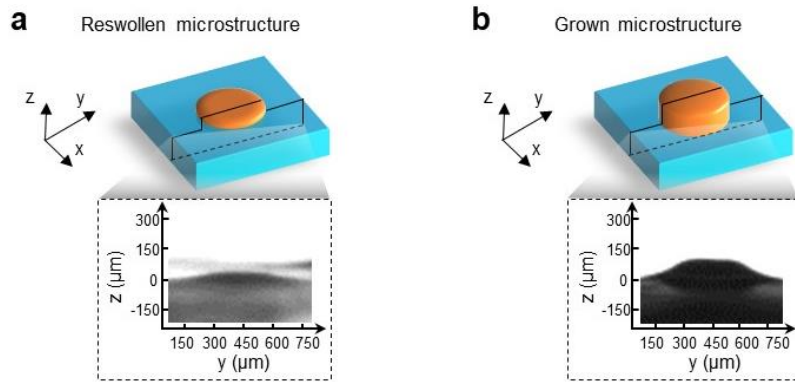 a Reswollen microstructure
z
y
x
300
150
0
-150
z (µm)
150 300 450 600 750
y (µm)
b Grown microstructure
z
y
x
300
150
0
-150
z (µm)
150 300 450 600 750
y (µm)